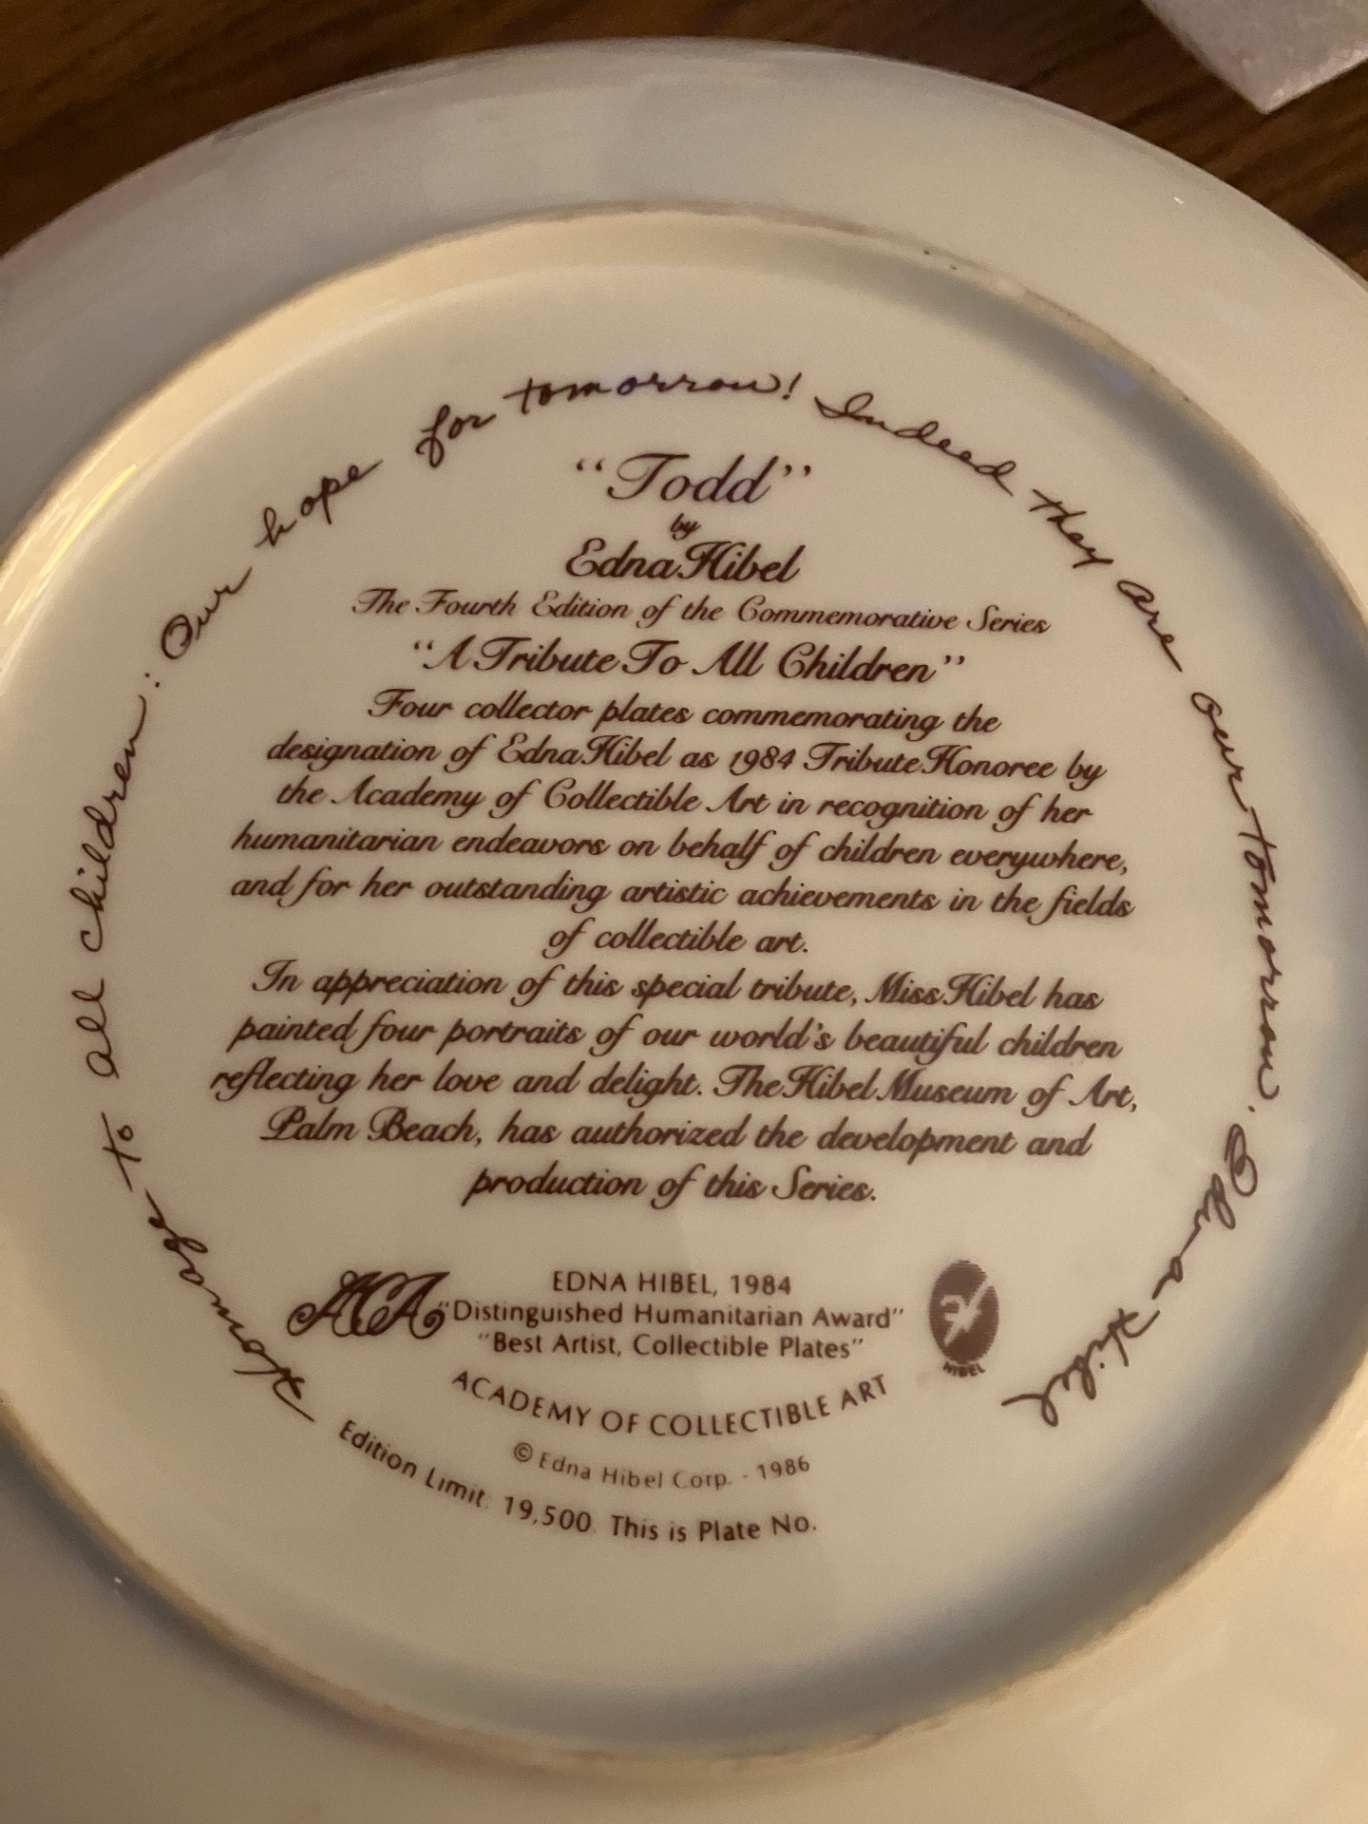 Homage to all children: Our hope for tomorrow! Indeed they are our tomorrow. Edna Hibel
“Todd”
by
Edna Hibel
The Fourth Edition of the Commemorative Series
“A Tribute To All Children”
Four collector plates commemorating the
designation of Edna Hibel as 1984 Tribute Honoree by
the Academy of Collectible Art in recognition of her
humanitarian endeavors on behalf of children everywhere,
and for her outstanding artistic achievements in the fields
of collectible art.
In appreciation of this special tribute, Miss Hibel has
painted four portraits of our world's beautiful children
reflecting her love and delight. The Hibel Museum of Art,
Palm Beach, has authorized the development and
production of this Series.
ACA
EDNA HIBEL, 1984
“Distinguished Humanitarian Award”
“Best Artist, Collectible Plates”
HIBEL
ACADEMY OF COLLECTIBLE ART
© Edna Hibel Corp. - 1986
Edition Limit. 19,500. This is Plate No.